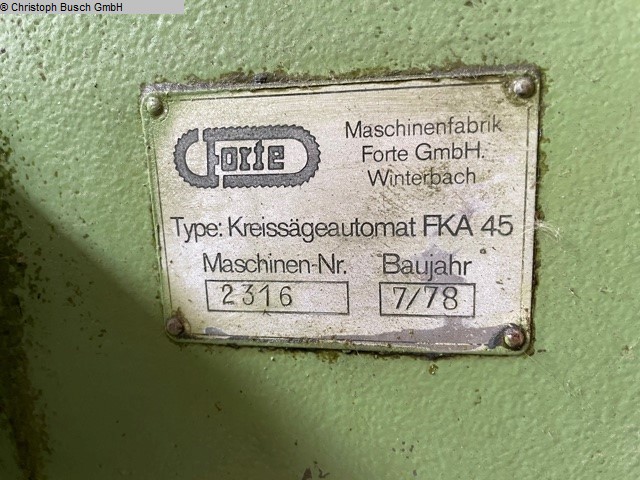 © Christoph Busch GmbH
Forte
Maschinenfabrik
Forte GmbH.
Winterbach
Type: Kreissägeautomat FKA 45
Maschinen-Nr. Baujahr
2316 7/78